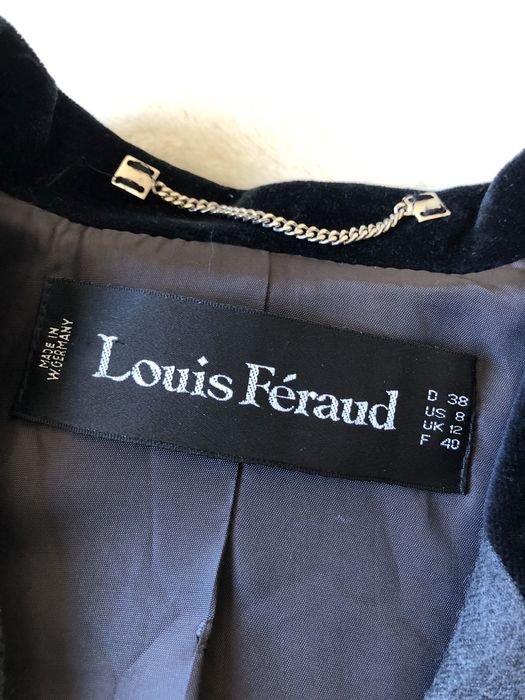 MADE IN
W. GERMANY
Louis Féraud
D 38
US 8
UK 12
F 40